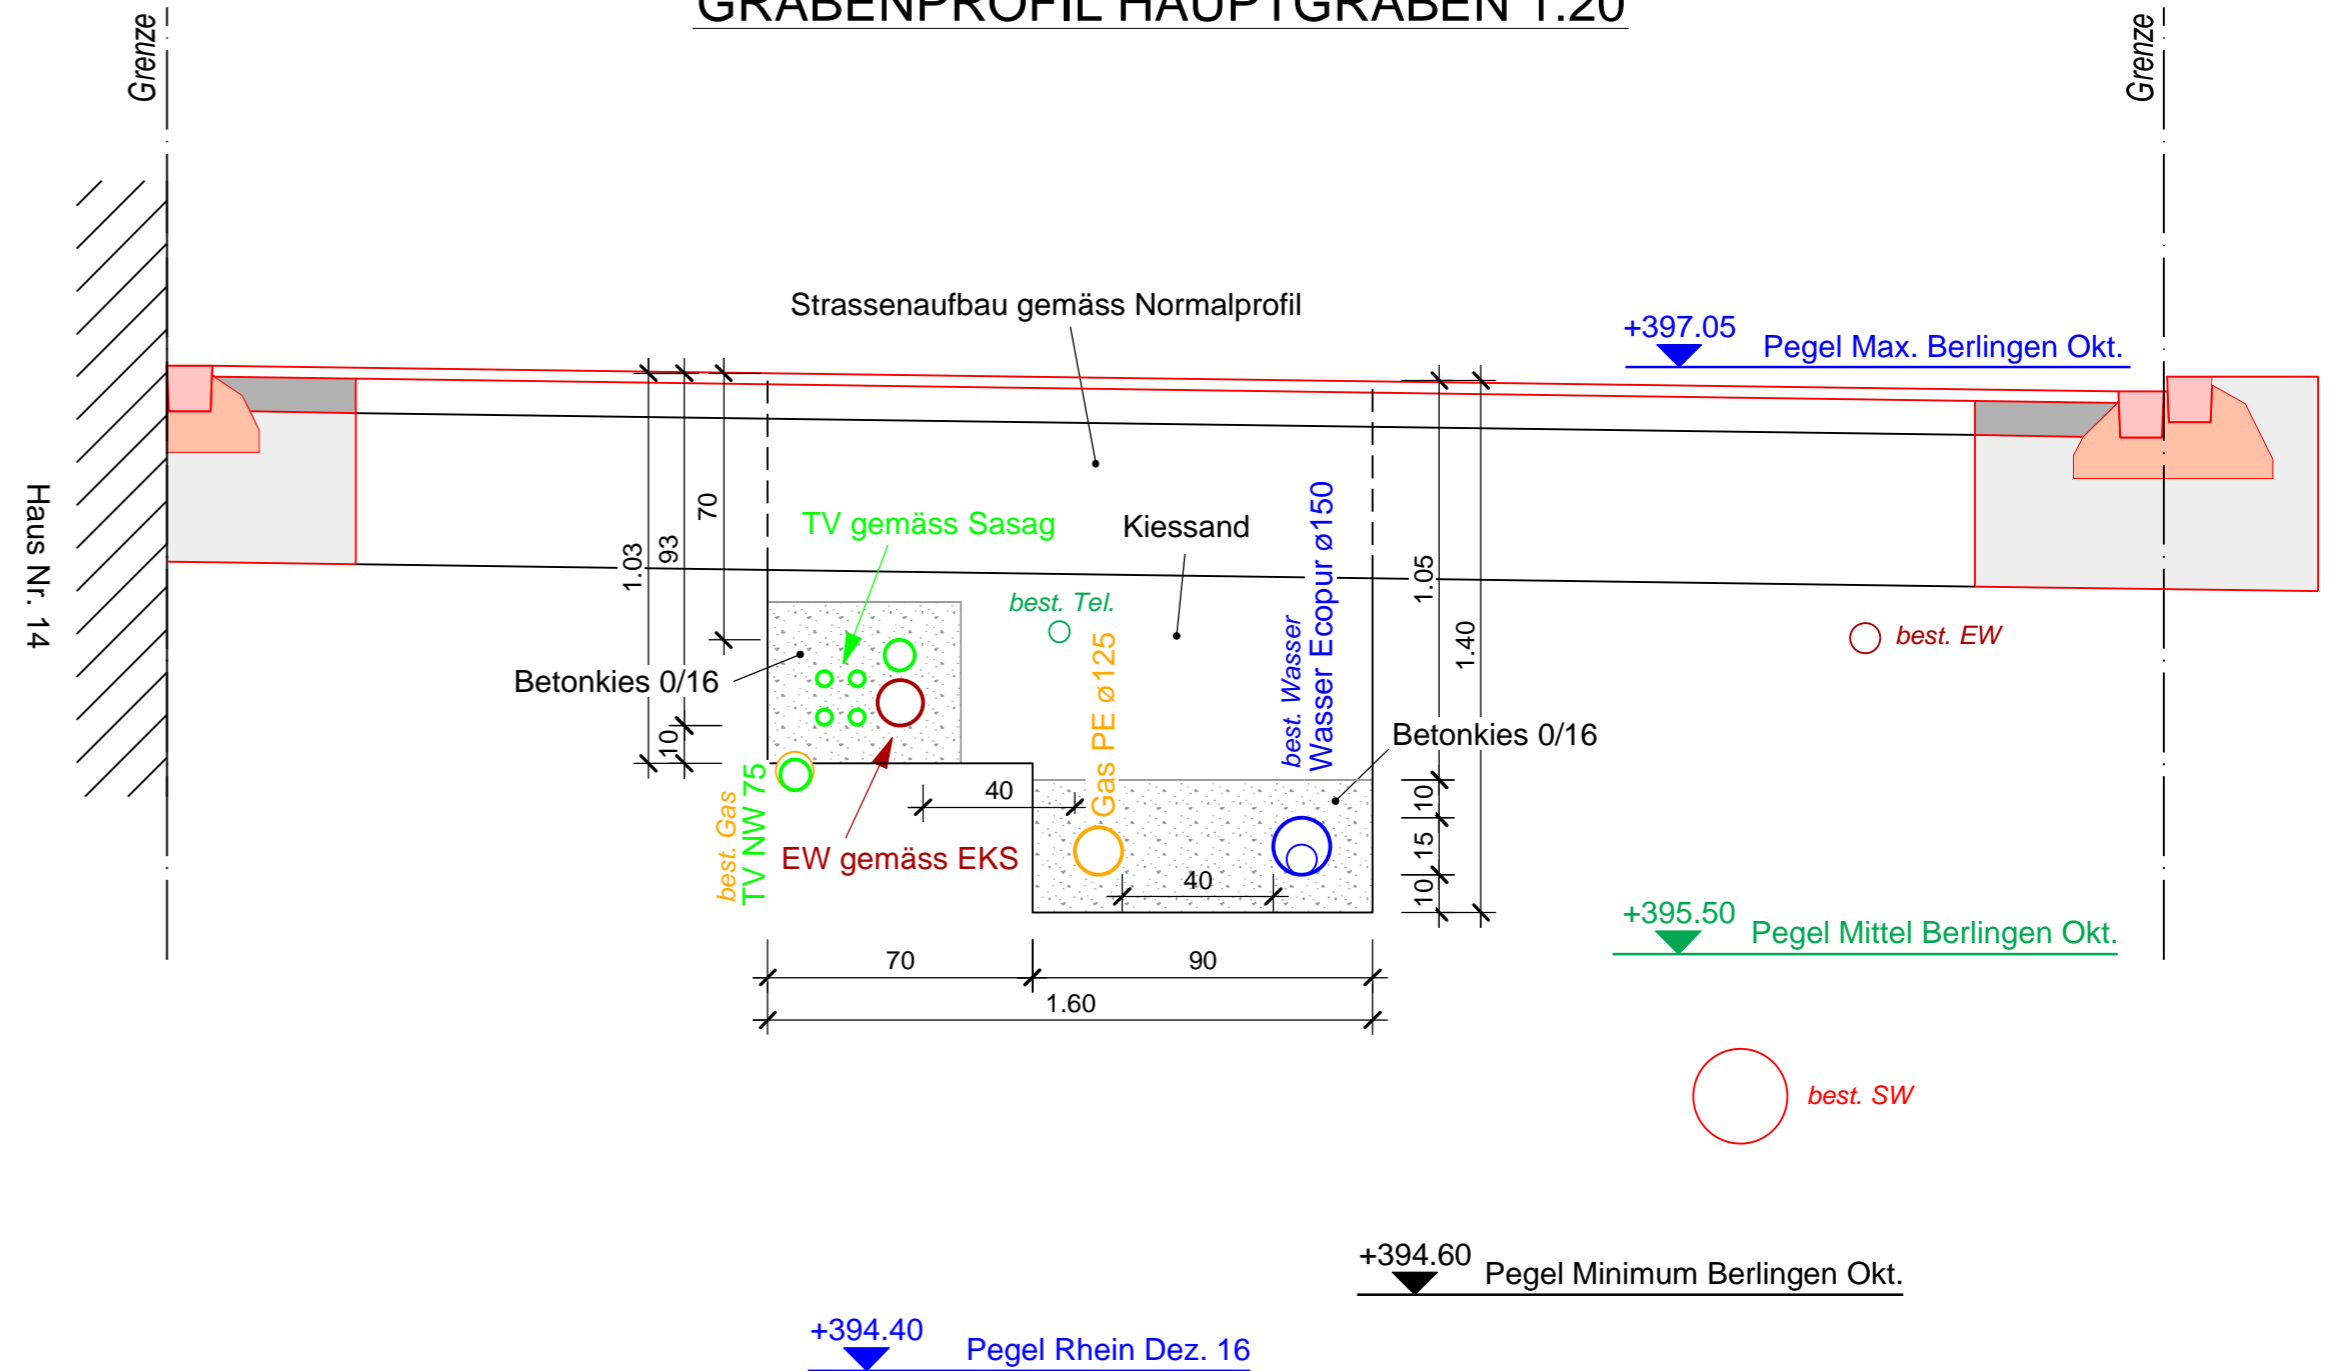 GRABENPROFIL HAUPTGRABEN 1:20
Grenze
Grenze
Strassenaufbau gemäss Normalprofil
+397.05
Pegel Max. Berlingen Okt.
Haus Nr. 14
1.03
93
70
10
TV gemäss Sasag
Kiessand
best. Tel.
Betonkies 0/16
best. Gas
TV NW 75
EW gemäss EKS
40
Gas PE ø125
best. Wasser
Wasser Ecopur ø150
Betonkies 0/16
40
1.05
10
15
10
1.40
best. EW
70
90
1.60
+395.50
Pegel Mittel Berlingen Okt.
best. SW
+394.60
Pegel Minimum Berlingen Okt.
+394.40
Pegel Rhein Dez. 16